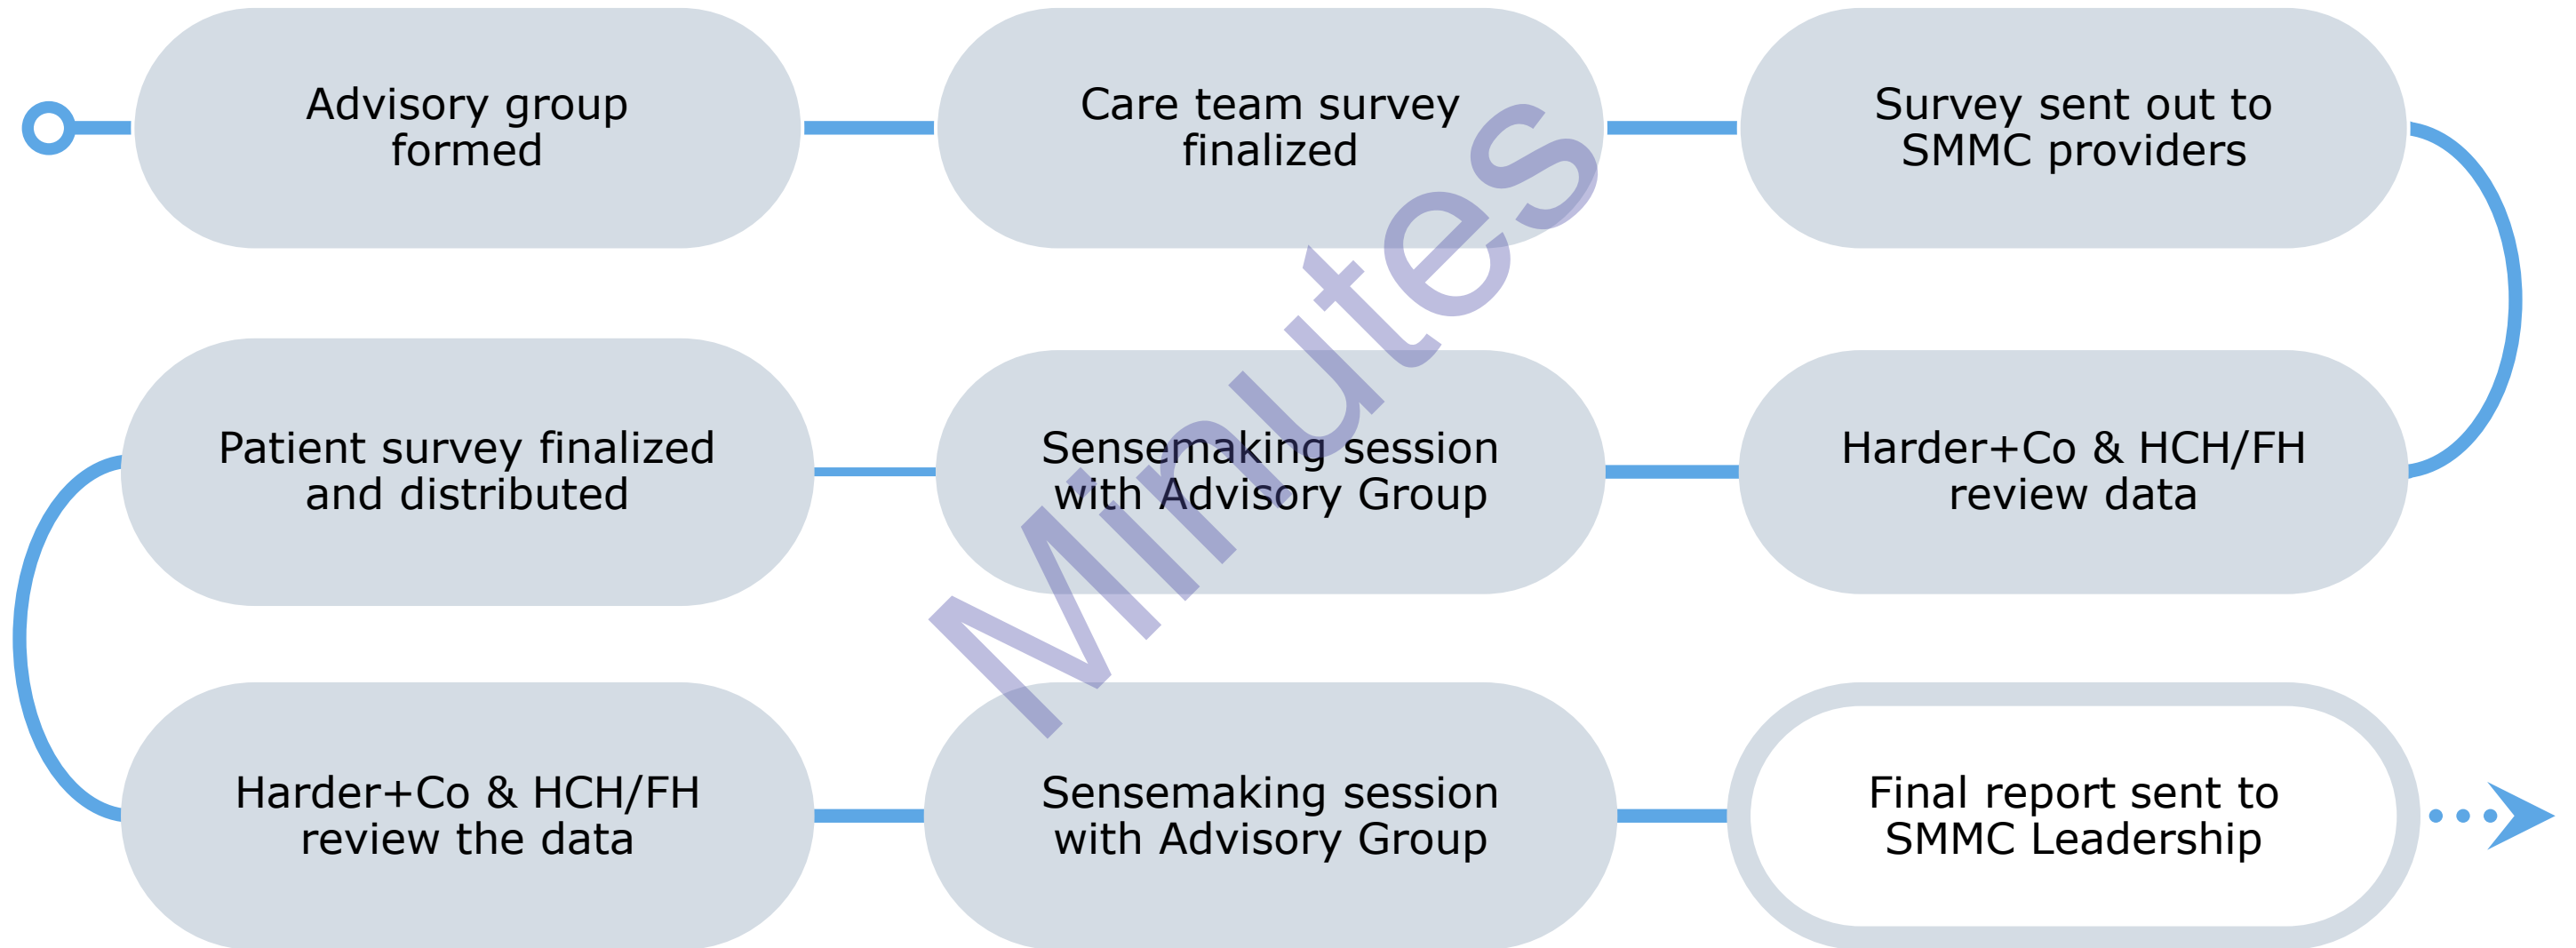 Advisory group
formed
Care team survey
finalized
Survey sent out to
SMMC providers
Harder+Co & HCH/FH
review data
Sensemaking session
with Advisory Group
Patient survey finalized
and distributed
Harder+Co & HCH/FH
review the data
Sensemaking session
with Advisory Group
Final report sent to
SMMC Leadership
Minutes